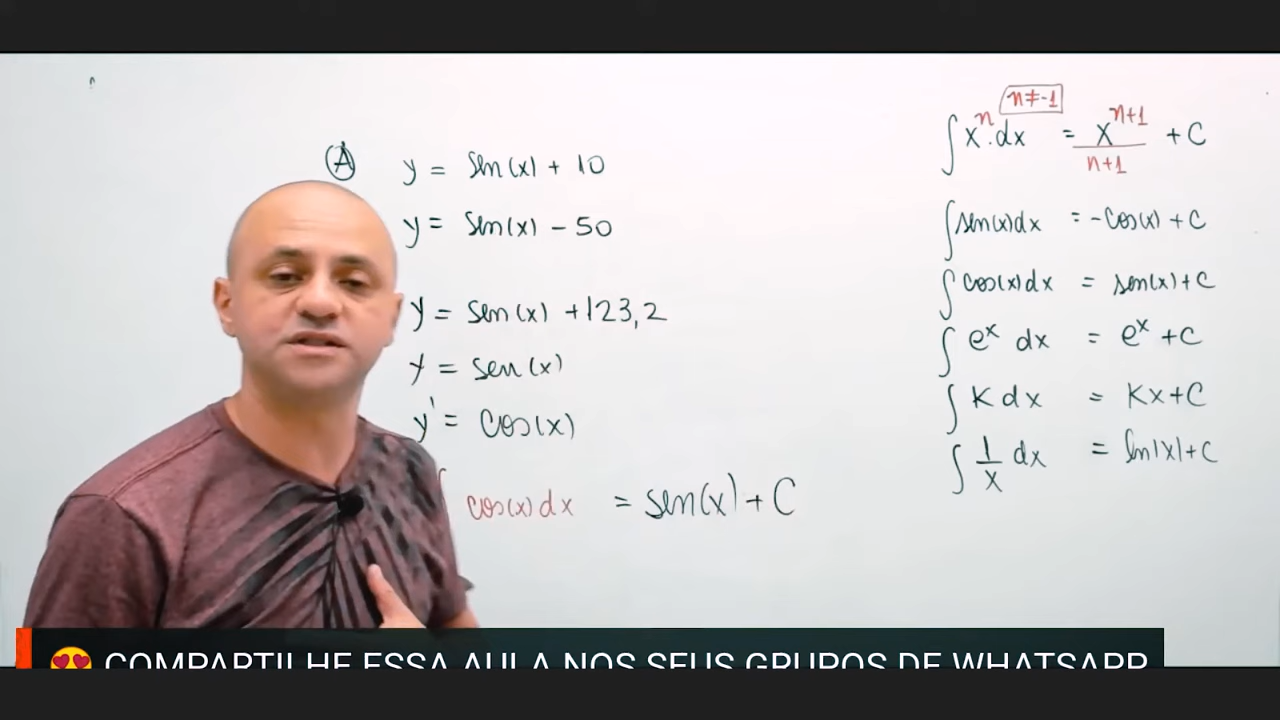 Ⓐ y = sen(x) + 10
y = sen(x) - 50
y = sen(x) + 123,2
y = sen(x)
y' = cos(x)
∫ cos(x) dx = sen(x) + C
n ≠ -1
∫ xⁿ·dx = xⁿ⁺¹/n+1 + C
∫ sen(x)dx = -cos(x) + C
∫ cos(x)dx = sen(x) + C
∫ eˣ dx = eˣ + C
∫ K dx = Kx + C
∫ 1/x dx = ln|x| + C
😍 COMPARTILHE ESSA AULA NOS SEUS GRUPOS DE WHATSAPP